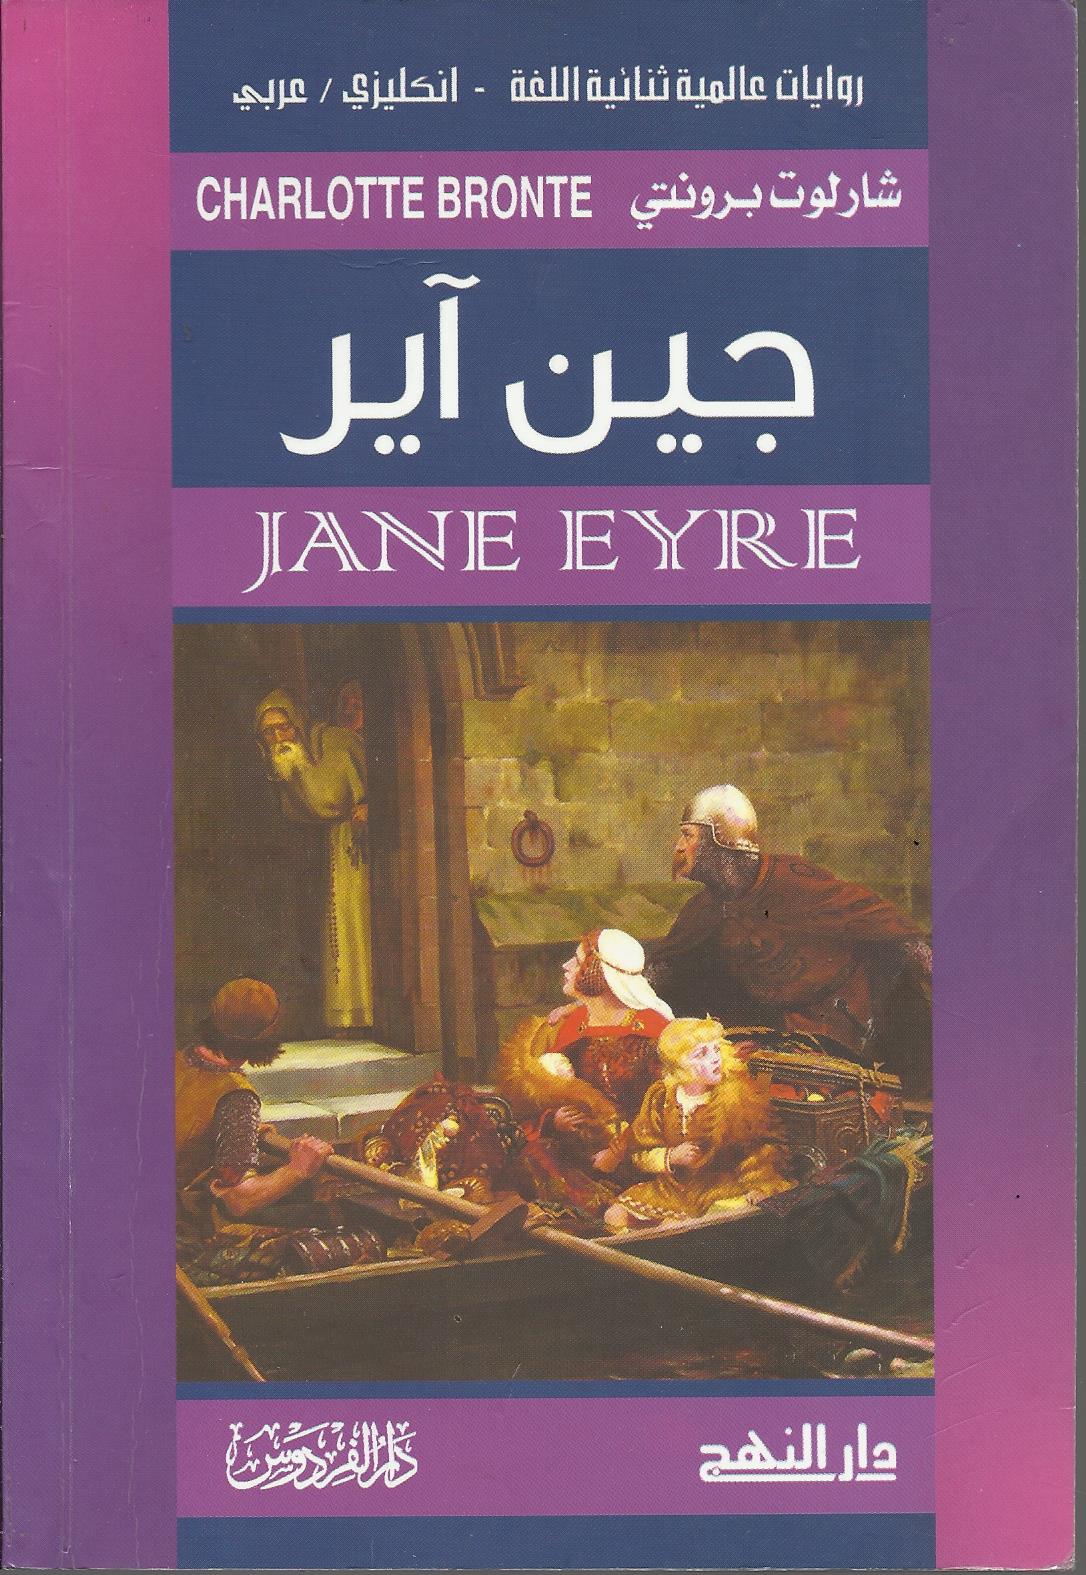 روايات عالمية ثنائية اللغة - انكليزي / عربي
شارلوت برونتي CHARLOTTE BRONTE
جين آير
JANE EYRE
دار النهج دار الفردوس